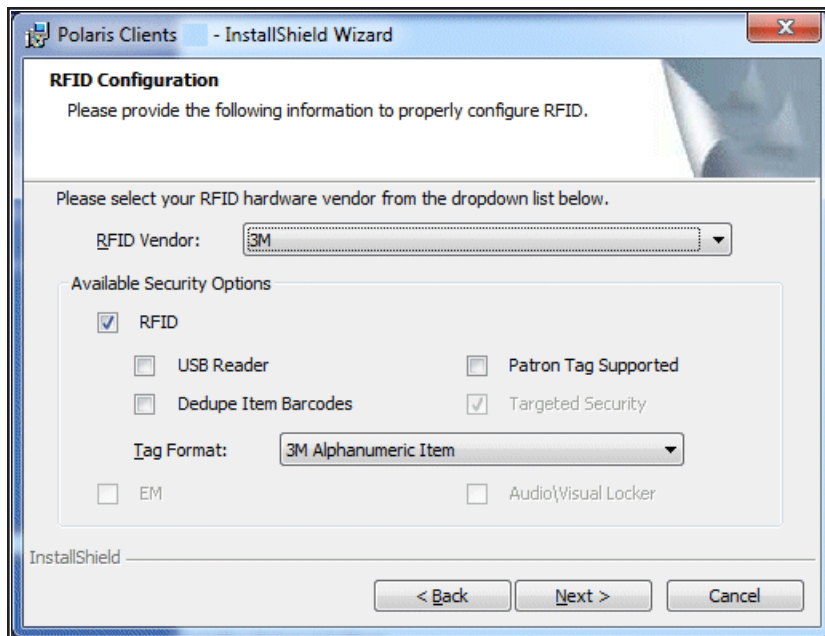 Polaris Clients - InstallShield Wizard
RFID Configuration
Please provide the following information to properly configure RFID.
Please select your RFID hardware vendor from the dropdown list below.
RFID Vendor: 3M
Available Security Options
RFID
USB Reader Patron Tag Supported
Dedupe Item Barcodes Targeted Security
Tag Format: 3M Alphanumeric Item
EM Audio\Visual Locker
InstallShield
< Back Next > Cancel